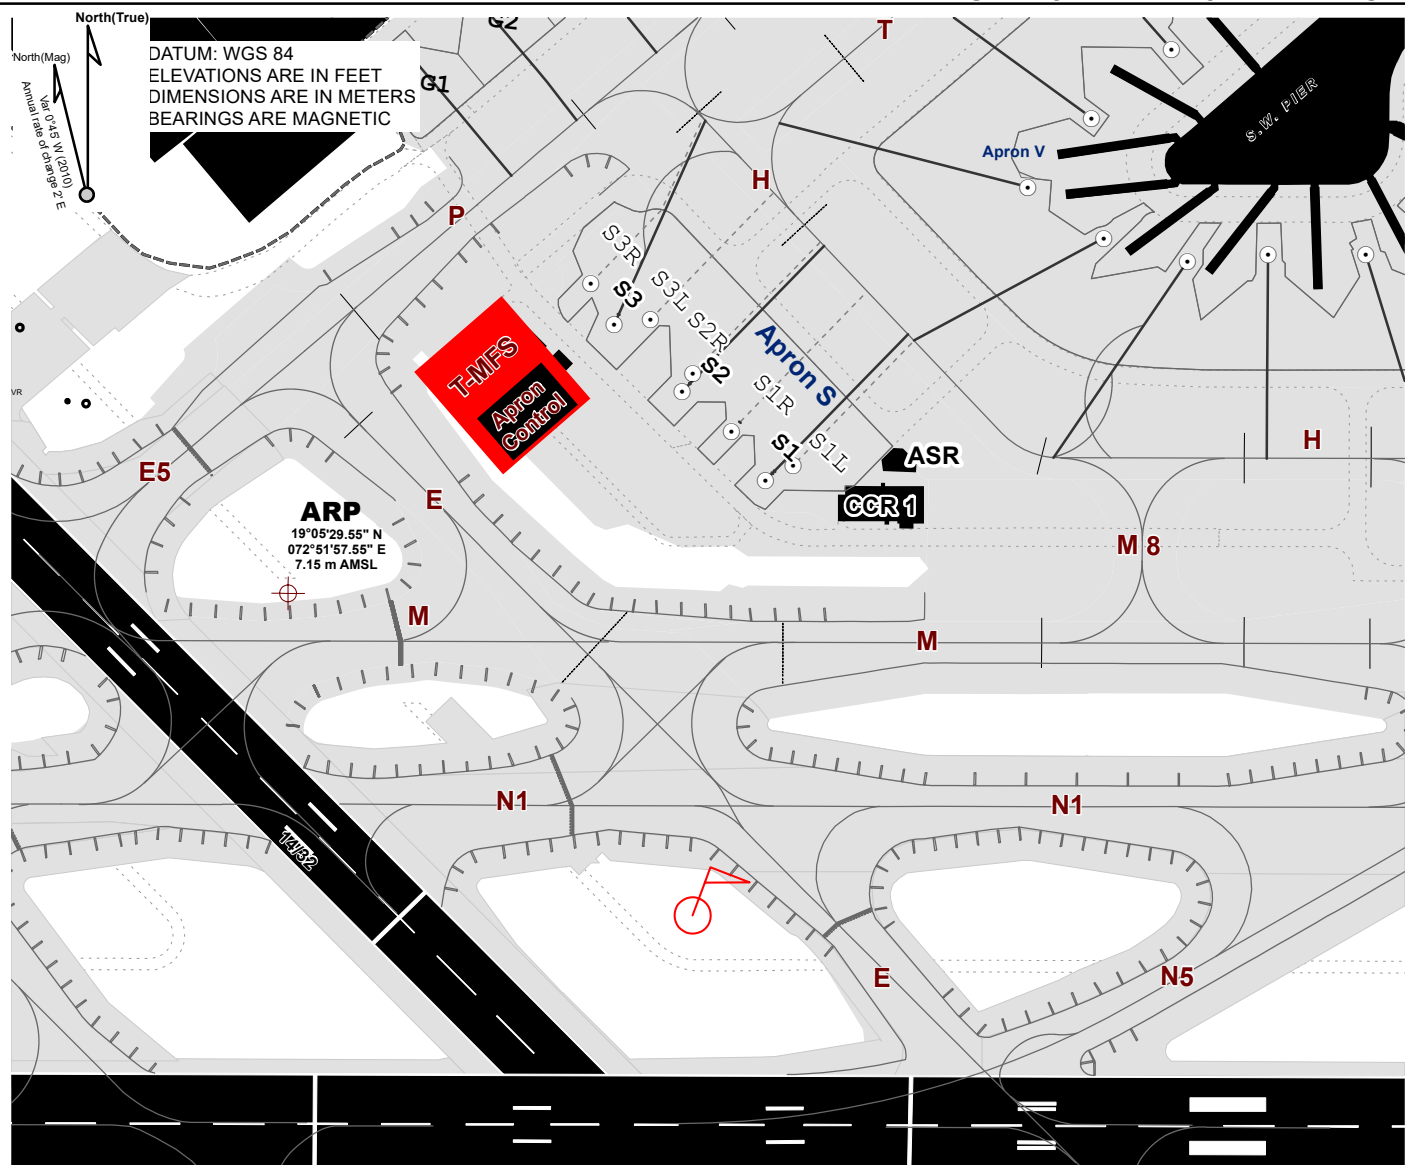 North(True)
North(Mag)
Var 0°45' W (2010)
Annual rate of change 2' E
DATUM: WGS 84
ELEVATIONS ARE IN FEET
DIMENSIONS ARE IN METERS
BEARINGS ARE MAGNETIC
G2
G1
T
S.W. PIER
Apron V
H
P
S3R
S3
S3L
S2R
S2
Apron S
S1R
S1
S1L
T-MFS
Apron
Control
ASR
CCR 1
H
VR
E5
E
ARP
19°05'29.55" N
072°51'57.55" E
7.15 m AMSL
M 8
M
M
N1
N1
14/32
E
N5